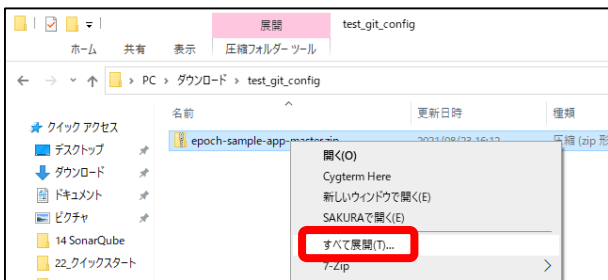 展開
test_git_config
ホーム 共有 表示 圧縮フォルダー ツール
PC › ダウンロード › test_git_config
名前 更新日時 種類
クイック アクセス
デスクトップ
ダウンロード
ドキュメント
ピクチャ
14 SonarQube
22_クイックスタート
epoch-sample-app-master.zip 2021/08/23 16:12 圧縮 (zip 形
開く(O)
Cygterm Here
新しいウィンドウで開く(E)
SAKURAで開く(E)
すべて展開(T)...
7-Zip